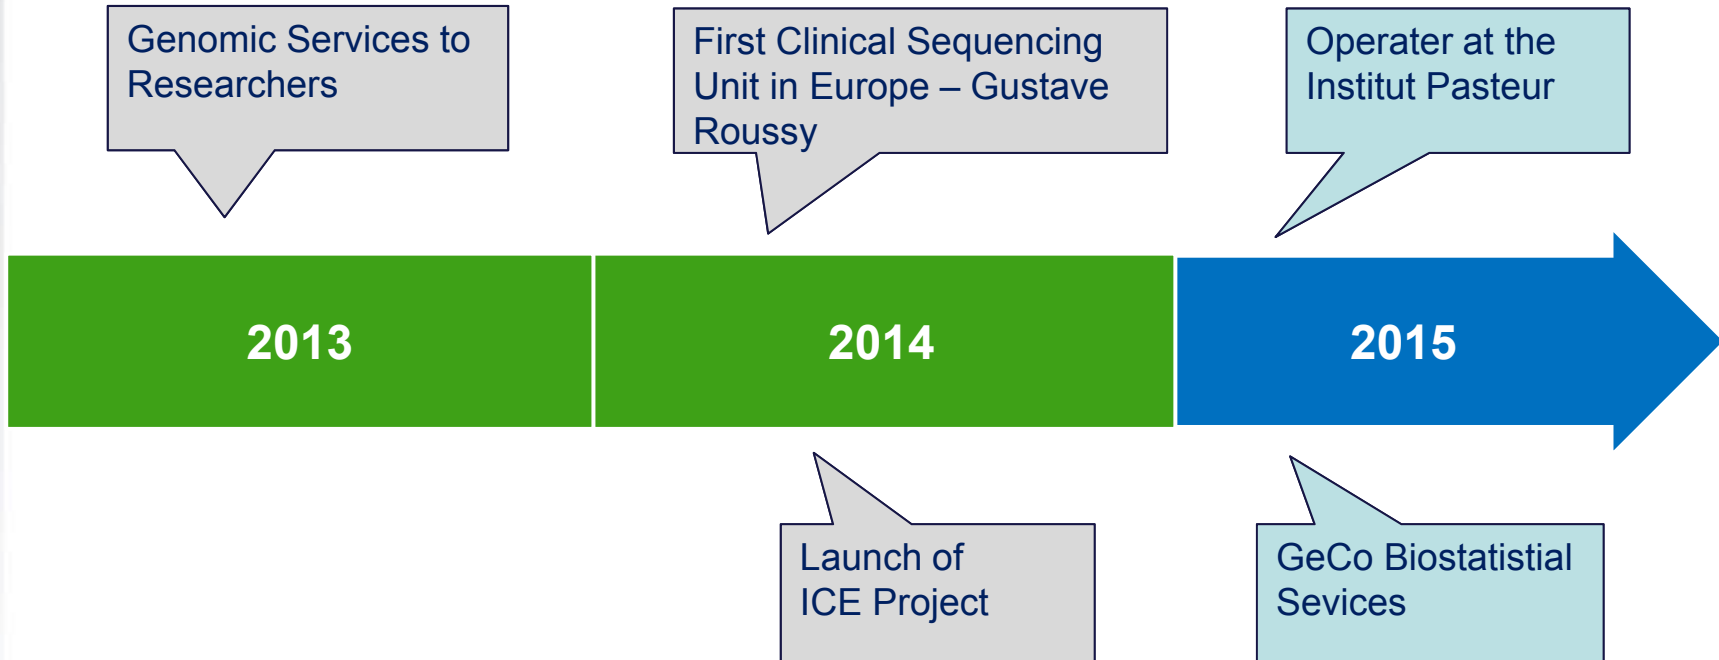 Genomic Services to
Researchers
First Clinical Sequencing
Unit in Europe – Gustave
Roussy
Operater at the
Institut Pasteur
2013
2014
2015
Launch of
ICE Project
GeCo Biostatistial
Sevices